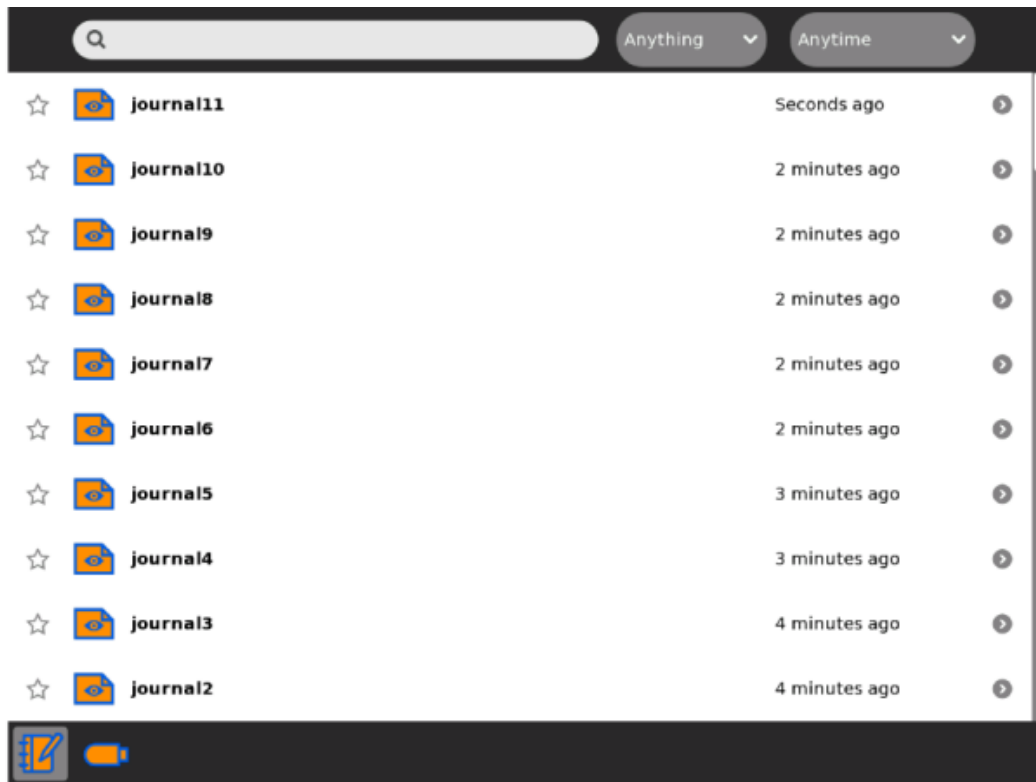 Anything Anytime
journal11 Seconds ago
journal10 2 minutes ago
journal9 2 minutes ago
journal8 2 minutes ago
journal7 2 minutes ago
journal6 2 minutes ago
journal5 3 minutes ago
journal4 3 minutes ago
journal3 4 minutes ago
journal2 4 minutes ago